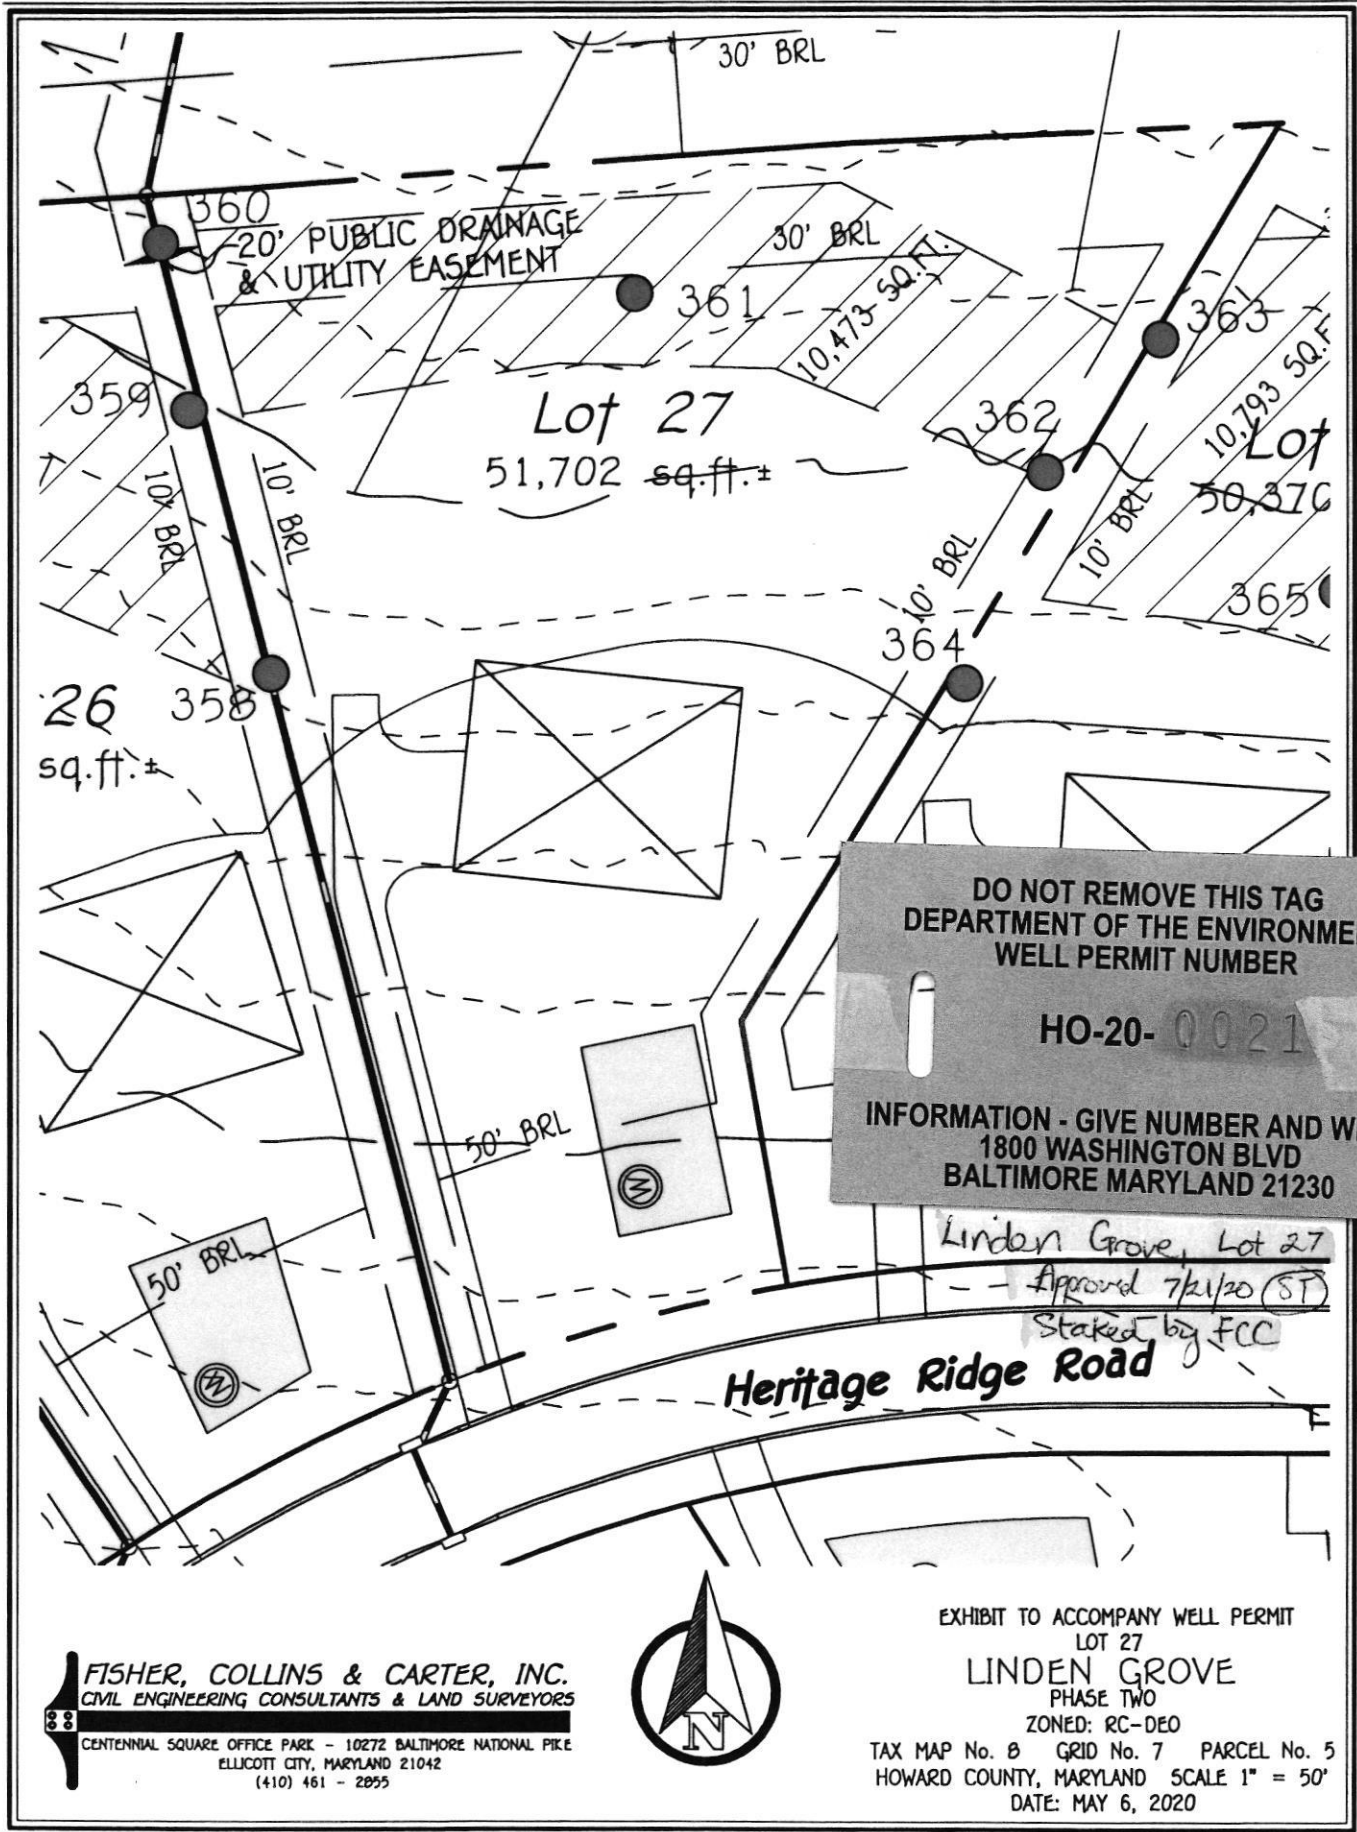 30' BRL
360
20' PUBLIC DRAINAGE
& UTILITY EASEMENT
30' BRL
361
10,473 SQ.FT.
363
359
Lot 27
51,702 sq.ft.±
362
10,793 SQ.F
Lot
50,370
10' BRL
10' BRL
10' BRL
10' BRL
365
364
26
358
sq.ft.±
DO NOT REMOVE THIS TAG
DEPARTMENT OF THE ENVIRONME
WELL PERMIT NUMBER
HO-20- 0021
INFORMATION - GIVE NUMBER AND W
1800 WASHINGTON BLVD
BALTIMORE MARYLAND 21230
50' BRL
W
50' BRL
W
Linden Grove, Lot 27
Approved 7/21/20 ST
Staked by FCC
Heritage Ridge Road
FISHER, COLLINS & CARTER, INC.
CIVIL ENGINEERING CONSULTANTS & LAND SURVEYORS
CENTENNIAL SQUARE OFFICE PARK - 10272 BALTIMORE NATIONAL PIKE
ELLICOTT CITY, MARYLAND 21042
(410) 461 - 2855
N
EXHIBIT TO ACCOMPANY WELL PERMIT
LOT 27
LINDEN GROVE
PHASE TWO
ZONED: RC-DEO
TAX MAP No. 8 GRID No. 7 PARCEL No. 5
HOWARD COUNTY, MARYLAND SCALE 1" = 50'
DATE: MAY 6, 2020